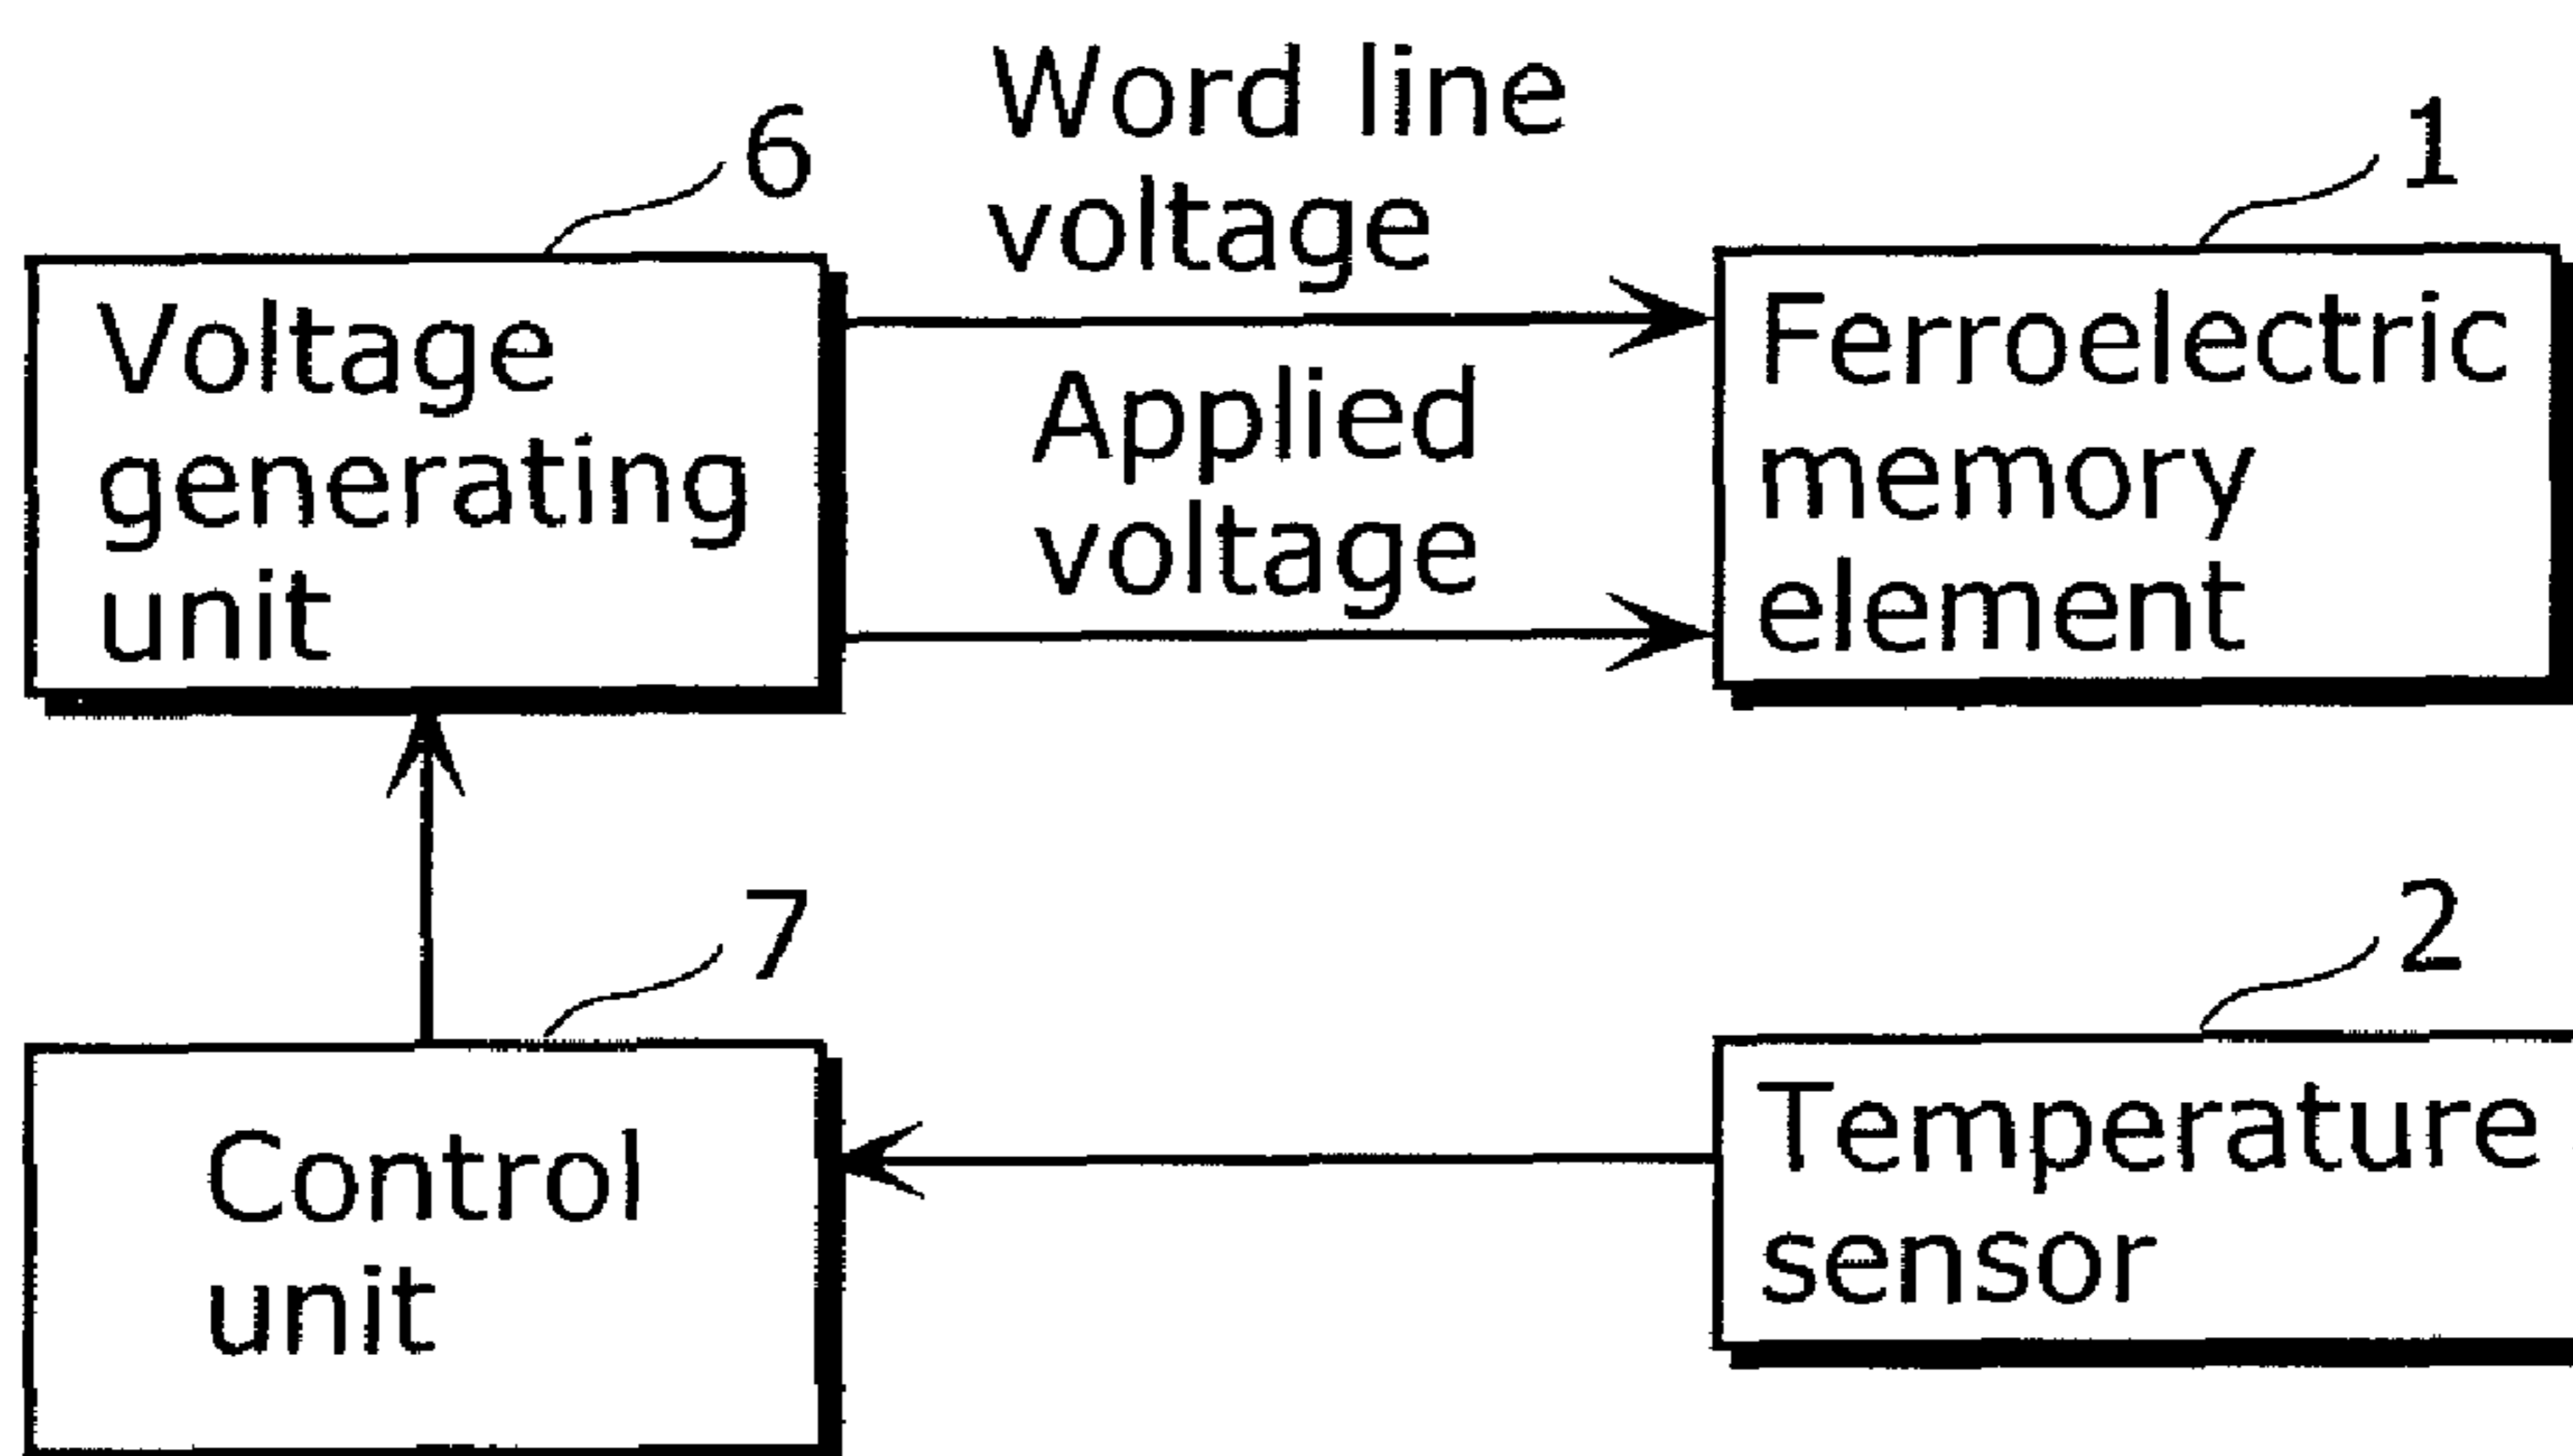 6
Word line
voltage
1
Voltage
generating
unit
Applied
voltage
Ferroelectric
memory
element
7
2
Control
unit
Temperature
sensor